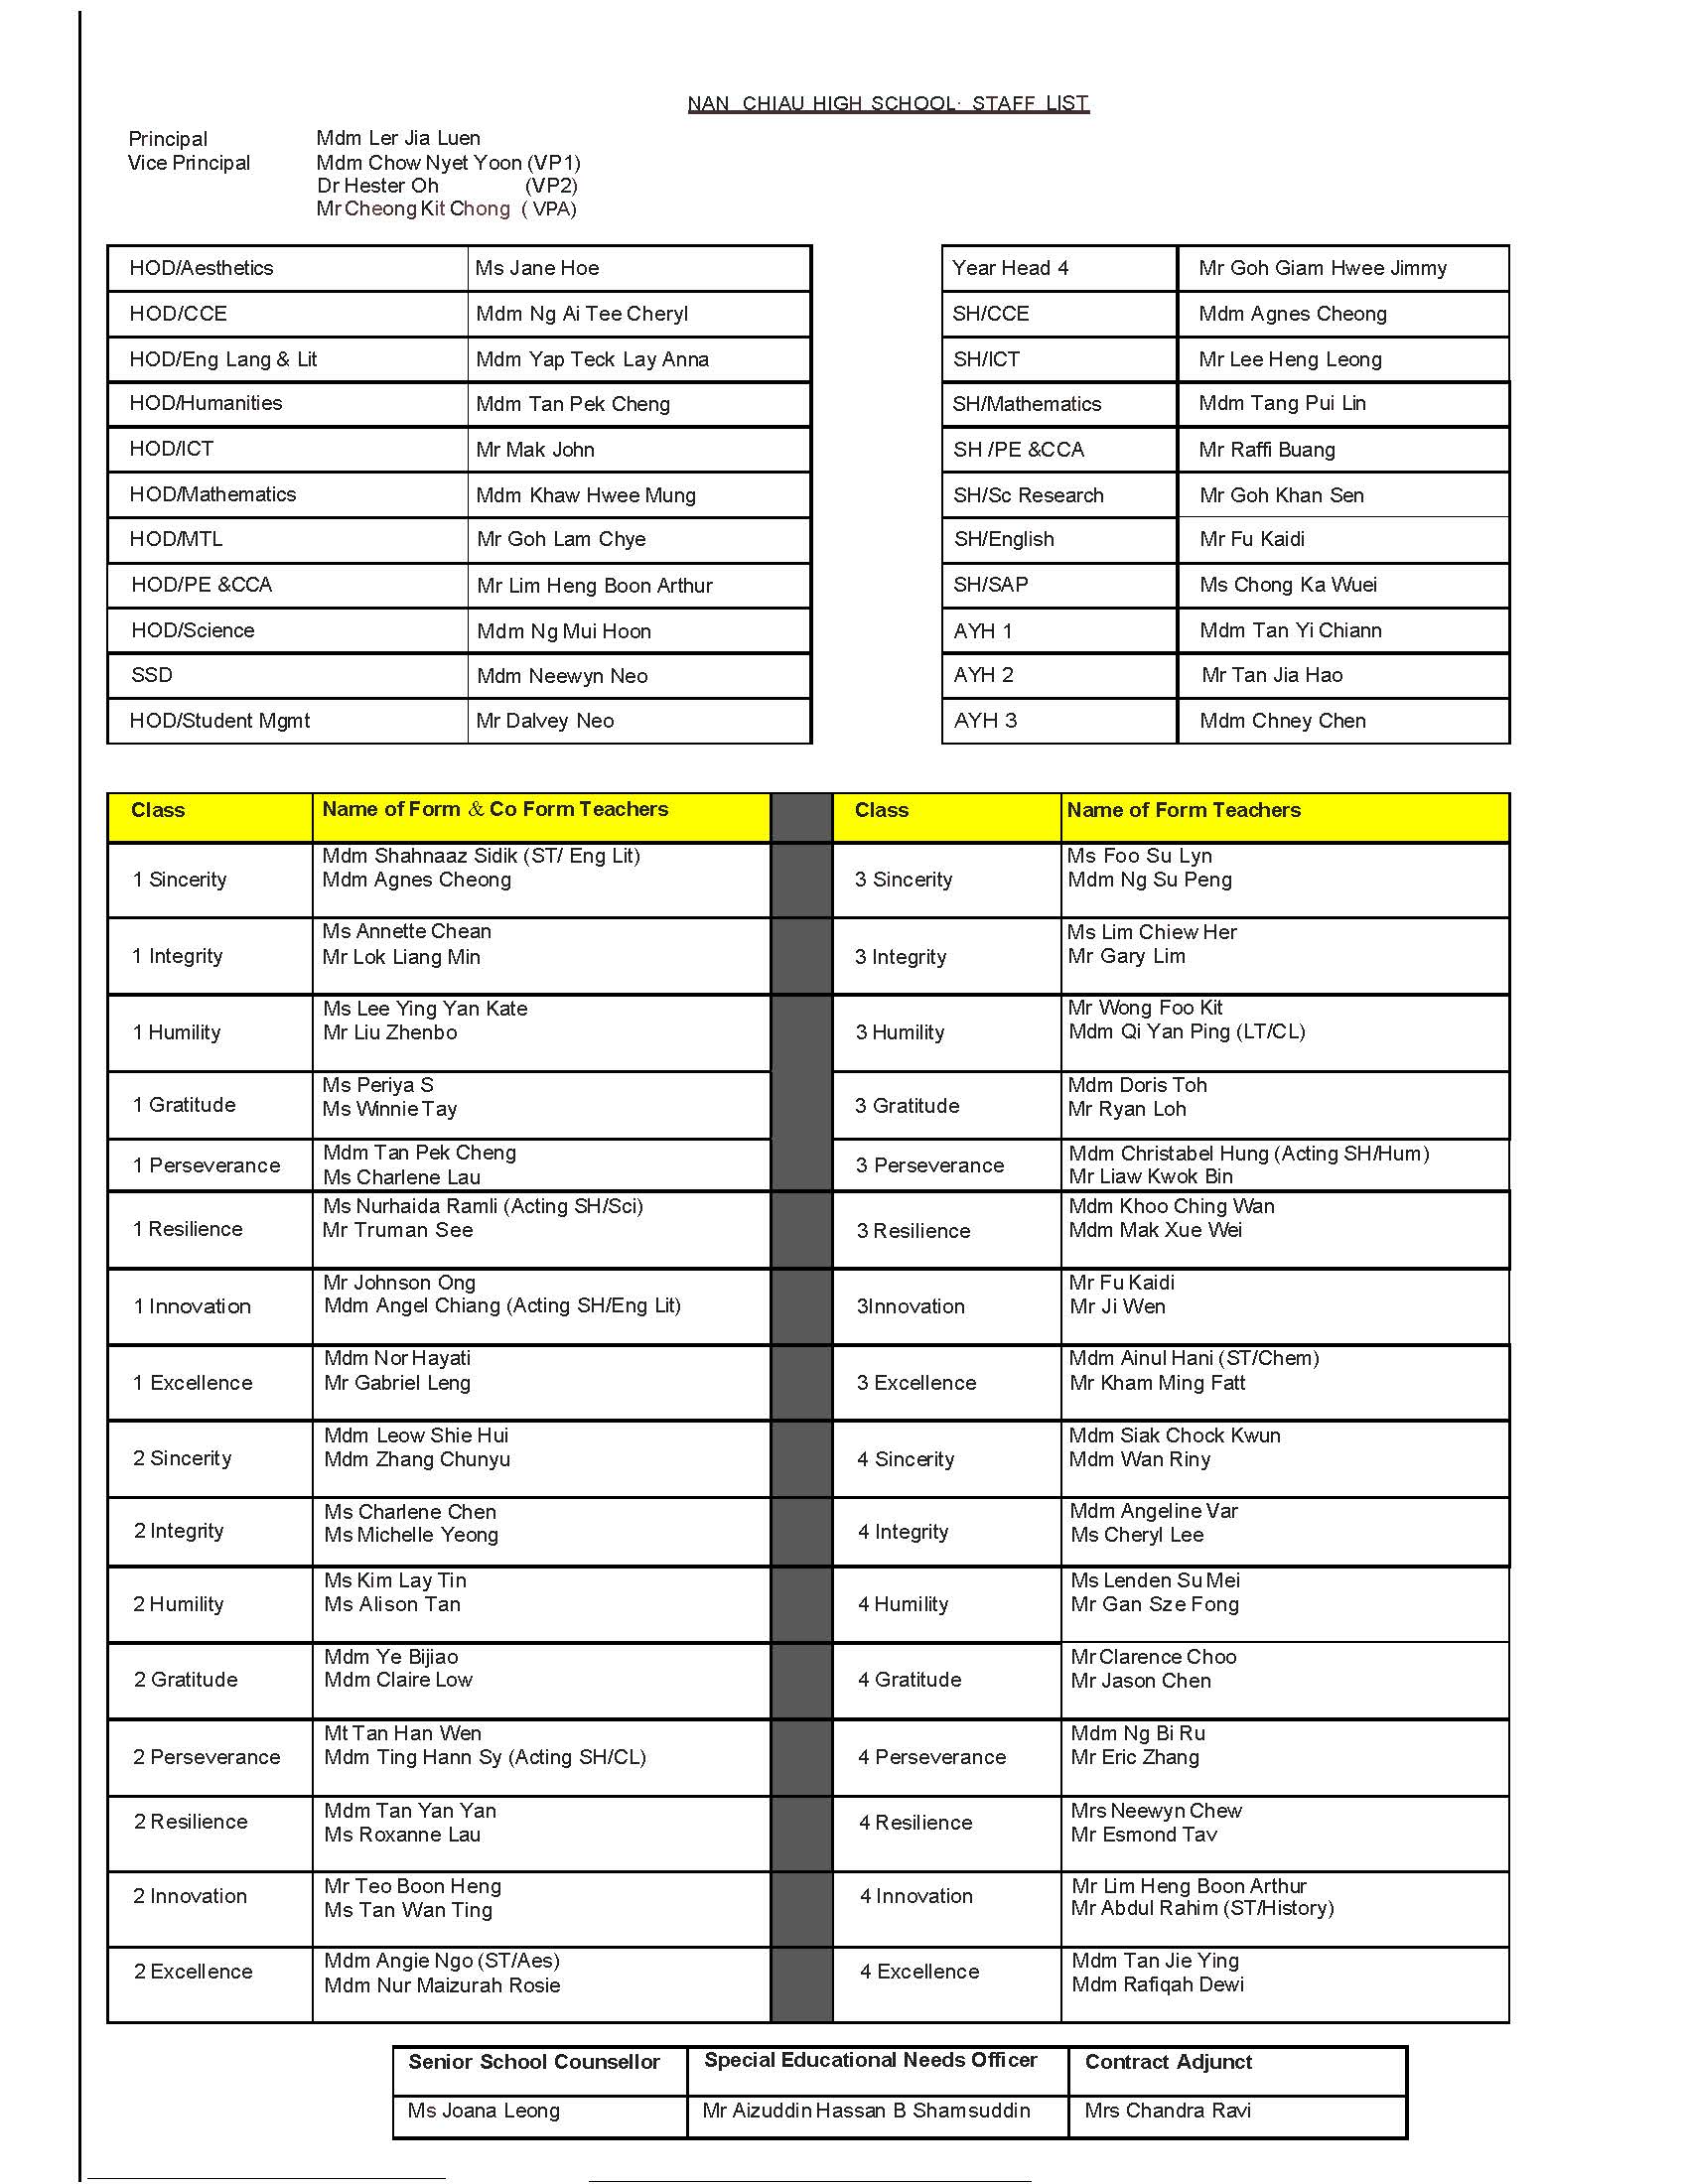 NAN CHIAU HIGH SCHOOL· STAFF LIST
Principal Mdm Ler Jia Luen
Vice Principal Mdm Chow Nyet Yoon (VP1)
Dr Hester Oh (VP2)
Mr Cheong Kit Chong ( VPA)
HOD/Aesthetics Ms Jane Hoe
HOD/CCE Mdm Ng Ai Tee Cheryl
HOD/Eng Lang & Lit Mdm Yap Teck Lay Anna
HOD/Humanities Mdm Tan Pek Cheng
HOD/ICT Mr Mak John
HOD/Mathematics Mdm Khaw Hwee Mung
HOD/MTL Mr Goh Lam Chye
HOD/PE &CCA Mr Lim Heng Boon Arthur
HOD/Science Mdm Ng Mui Hoon
SSD Mdm Neewyn Neo
HOD/Student Mgmt Mr Dalvey Neo
Year Head 4 Mr Goh Giam Hwee Jimmy
SH/CCE Mdm Agnes Cheong
SH/ICT Mr Lee Heng Leong
SH/Mathematics Mdm Tang Pui Lin
SH /PE &CCA Mr Raffi Buang
SH/Sc Research Mr Goh Khan Sen
SH/English Mr Fu Kaidi
SH/SAP Ms Chong Ka Wuei
AYH 1 Mdm Tan Yi Chiann
AYH 2 Mr Tan Jia Hao
AYH 3 Mdm Chney Chen
Class Name of Form & Co Form Teachers
1 Sincerity Mdm Shahnaaz Sidik (ST/ Eng Lit)
Mdm Agnes Cheong
1 Integrity Ms Annette Chean
Mr Lok Liang Min
1 Humility Ms Lee Ying Yan Kate
Mr Liu Zhenbo
1 Gratitude Ms Periya S
Ms Winnie Tay
1 Perseverance Mdm Tan Pek Cheng
Ms Charlene Lau
1 Resilience Ms Nurhaida Ramli (Acting SH/Sci)
Mr Truman See
1 Innovation Mr Johnson Ong
Mdm Angel Chiang (Acting SH/Eng Lit)
1 Excellence Mdm Nor Hayati
Mr Gabriel Leng
2 Sincerity Mdm Leow Shie Hui
Mdm Zhang Chunyu
2 Integrity Ms Charlene Chen
Ms Michelle Yeong
2 Humility Ms Kim Lay Tin
Ms Alison Tan
2 Gratitude Mdm Ye Bijiao
Mdm Claire Low
2 Perseverance Mt Tan Han Wen
Mdm Ting Hann Sy (Acting SH/CL)
2 Resilience Mdm Tan Yan Yan
Ms Roxanne Lau
2 Innovation Mr Teo Boon Heng
Ms Tan Wan Ting
2 Excellence Mdm Angie Ngo (ST/Aes)
Mdm Nur Maizurah Rosie
Class Name of Form Teachers
3 Sincerity Ms Foo Su Lyn
Mdm Ng Su Peng
3 Integrity Ms Lim Chiew Her
Mr Gary Lim
3 Humility Mr Wong Foo Kit
Mdm Qi Yan Ping (LT/CL)
3 Gratitude Mdm Doris Toh
Mr Ryan Loh
3 Perseverance Mdm Christabel Hung (Acting SH/Hum)
Mr Liaw Kwok Bin
3 Resilience Mdm Khoo Ching Wan
Mdm Mak Xue Wei
3Innovation Mr Fu Kaidi
Mr Ji Wen
3 Excellence Mdm Ainul Hani (ST/Chem)
Mr Kham Ming Fatt
4 Sincerity Mdm Siak Chock Kwun
Mdm Wan Riny
4 Integrity Mdm Angeline Var
Ms Cheryl Lee
4 Humility Ms Lenden Su Mei
Mr Gan Sze Fong
4 Gratitude Mr Clarence Choo
Mr Jason Chen
4 Perseverance Mdm Ng Bi Ru
Mr Eric Zhang
4 Resilience Mrs Neewyn Chew
Mr Esmond Tav
4 Innovation Mr Lim Heng Boon Arthur
Mr Abdul Rahim (ST/History)
4 Excellence Mdm Tan Jie Ying
Mdm Rafiqah Dewi
Senior School Counsellor Special Educational Needs Officer Contract Adjunct
Ms Joana Leong Mr Aizuddin Hassan B Shamsuddin Mrs Chandra Ravi